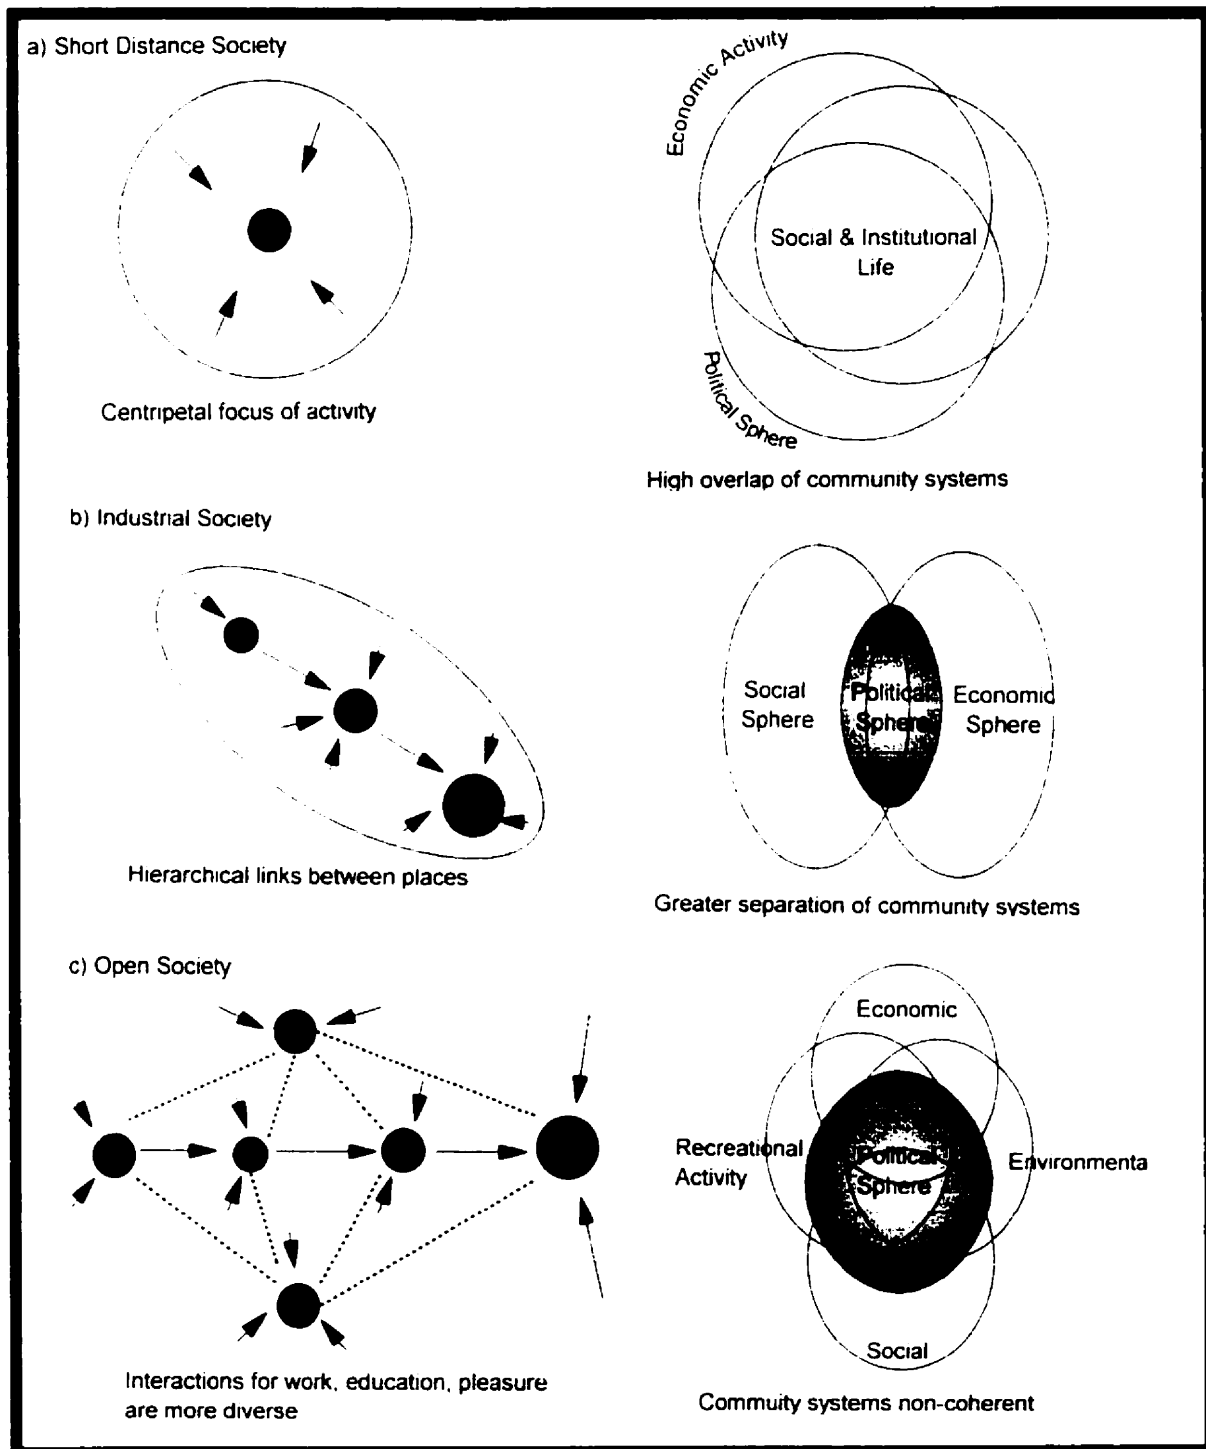 a) Short Distance Society
Economic Activity
Social & Institutional
Life
Political Sphere
Centripetal focus of activity
High overlap of community systems
b) Industrial Society
Social
Sphere
Political
Sphere
Economic
Sphere
Hierarchical links between places
Greater separation of community systems
c) Open Society
Economic
Recreational
Activity
Political
Sphere
Environmenta
Social
Interactions for work, education, pleasure
are more diverse
Commuity systems non-coherent